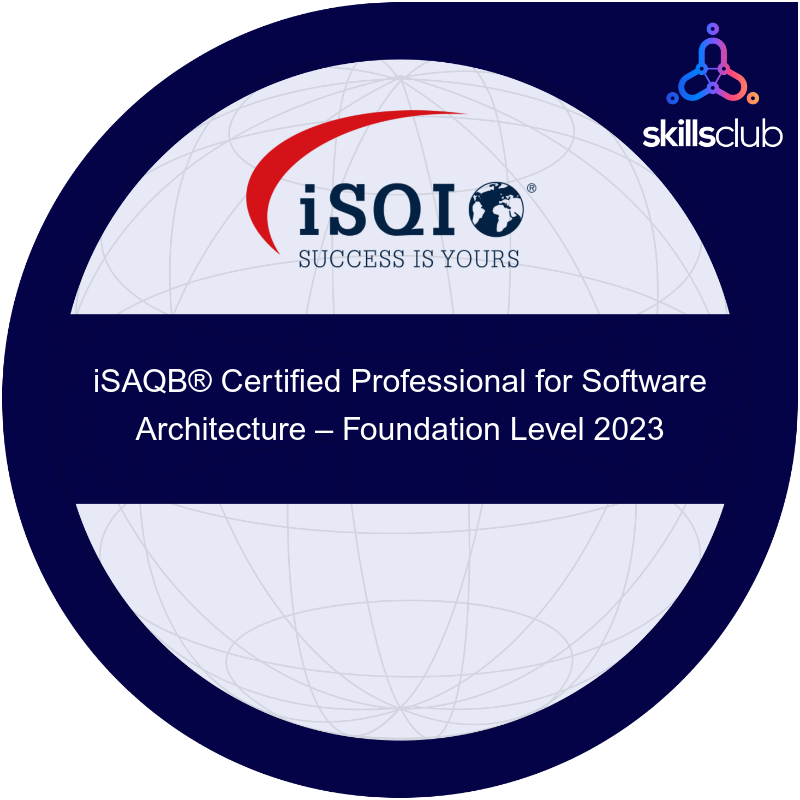 skillsclub
iSQI ®
SUCCESS IS YOURS
iSAQB® Certified Professional for Software
Architecture – Foundation Level 2023